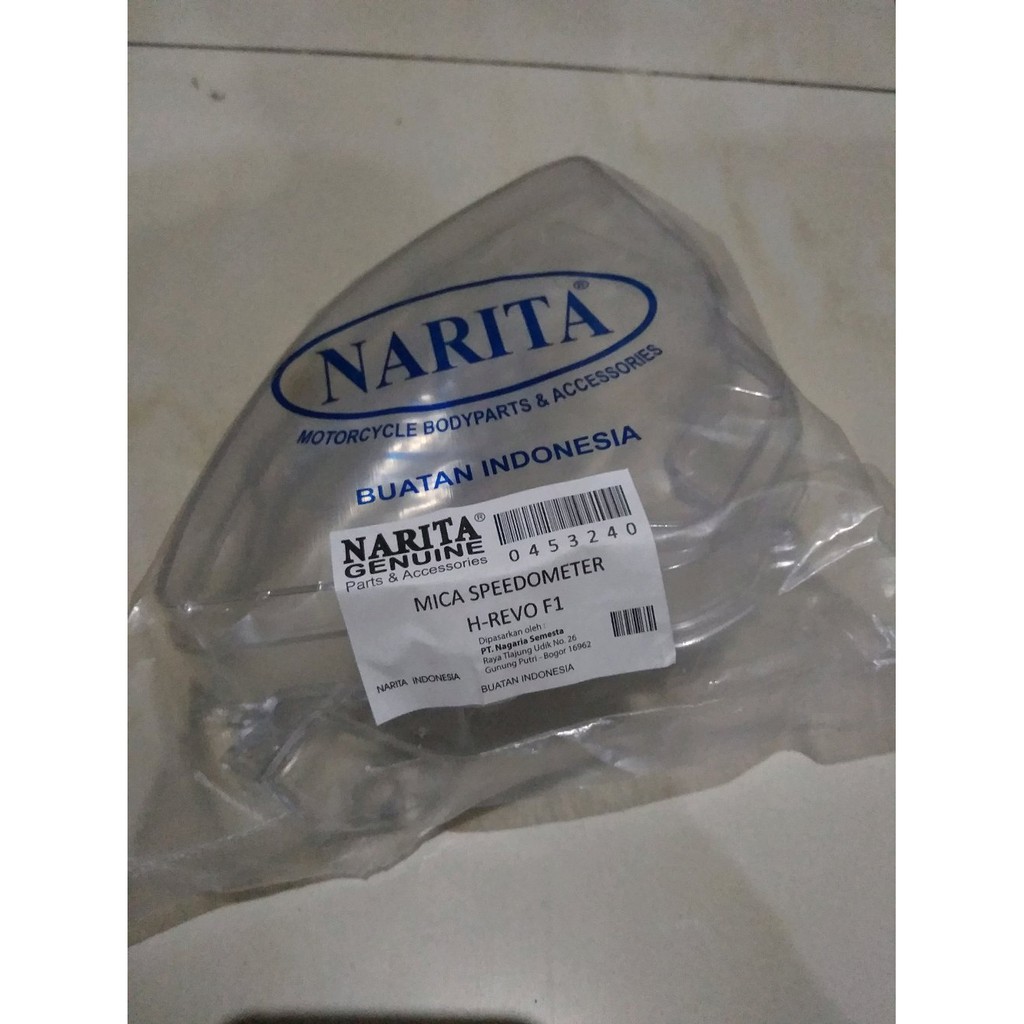 NARITA®
MOTORCYCLE BODYPARTS & ACCESSORIES
BUATAN INDONESIA
NARITA®
GENUINE
Parts & Accessories
0453240
MICA SPEEDOMETER
H-REVO F1
Dipasarkan oleh :
PT. Nagaria Semesta
Raya Tlajung Udik No. 26
Gunung Putri - Bogor 16962
NARITA INDONESIA
BUATAN INDONESIA